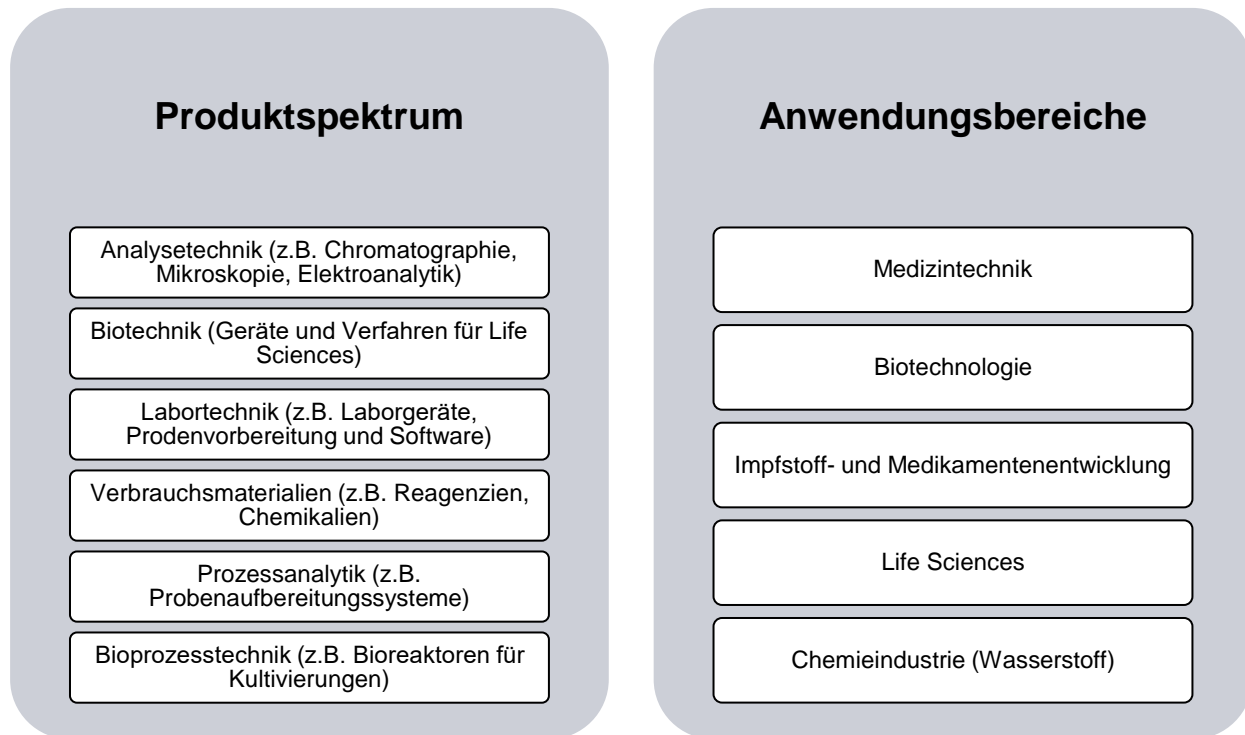 Produktspektrum
Analysetechnik (z.B. Chromatographie,
Mikroskopie, Elektroanalytik)
Biotechnik (Geräte und Verfahren für Life
Sciences)
Labortechnik (z.B. Laborgeräte,
Prodenvorbereitung und Software)
Verbrauchsmaterialien (z.B. Reagenzien,
Chemikalien)
Prozessanalytik (z.B.
Probenaufbereitungssysteme)
Bioprozesstechnik (z.B. Bioreaktoren für
Kultivierungen)
Anwendungsbereiche
Medizintechnik
Biotechnologie
Impfstoff- und Medikamentenentwicklung
Life Sciences
Chemieindustrie (Wasserstoff)